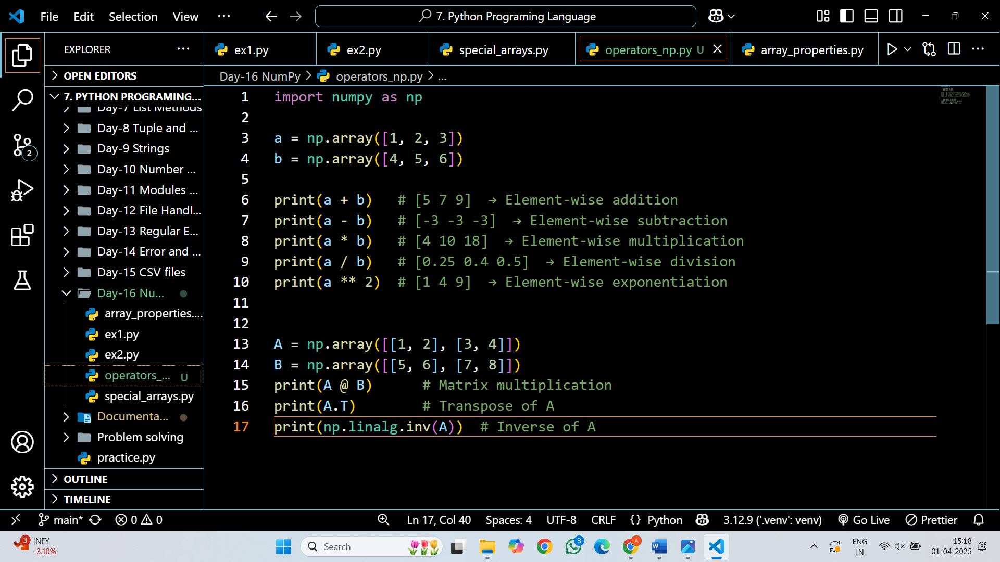 File Edit Selection View ... 7. Python Programing Language
EXPLORER ...
ex1.py ex2.py special_arrays.py operators_np.py U array_properties.py ...
OPEN EDITORS
Day-16 NumPy > operators_np.py > ...
7. PYTHON PROGRAMING...
Day-7 List Methods
Day-8 Tuple and ...
Day-9 Strings
Day-10 Number ...
Day-11 Modules ...
Day-12 File Handl...
Day-13 Regular E...
Day-14 Error and ...
Day-15 CSV files
Day-16 Nu...
array_properties....
ex1.py
ex2.py
operators_... U
special_arrays.py
Documenta...
Problem solving
practice.py
OUTLINE
TIMELINE
2
1 import numpy as np
2
3 a = np.array([1, 2, 3])
4 b = np.array([4, 5, 6])
5
6 print(a + b)   # [5 7 9]  → Element-wise addition
7 print(a - b)   # [-3 -3 -3]  → Element-wise subtraction
8 print(a * b)   # [4 10 18]  → Element-wise multiplication
9 print(a / b)   # [0.25 0.4 0.5]  → Element-wise division
10 print(a ** 2)  # [1 4 9]  → Element-wise exponentiation
11
12
13 A = np.array([[1, 2], [3, 4]])
14 B = np.array([[5, 6], [7, 8]])
15 print(A @ B)      # Matrix multiplication
16 print(A.T)        # Transpose of A
17 print(np.linalg.inv(A))  # Inverse of A
main* 0 0 Ln 17, Col 40 Spaces: 4 UTF-8 CRLF {} Python 3.12.9 ('.venv': venv) Go Live Prettier
3 INFY
-3.10%
Search
3
A
ENG
IN
15:18
01-04-2025